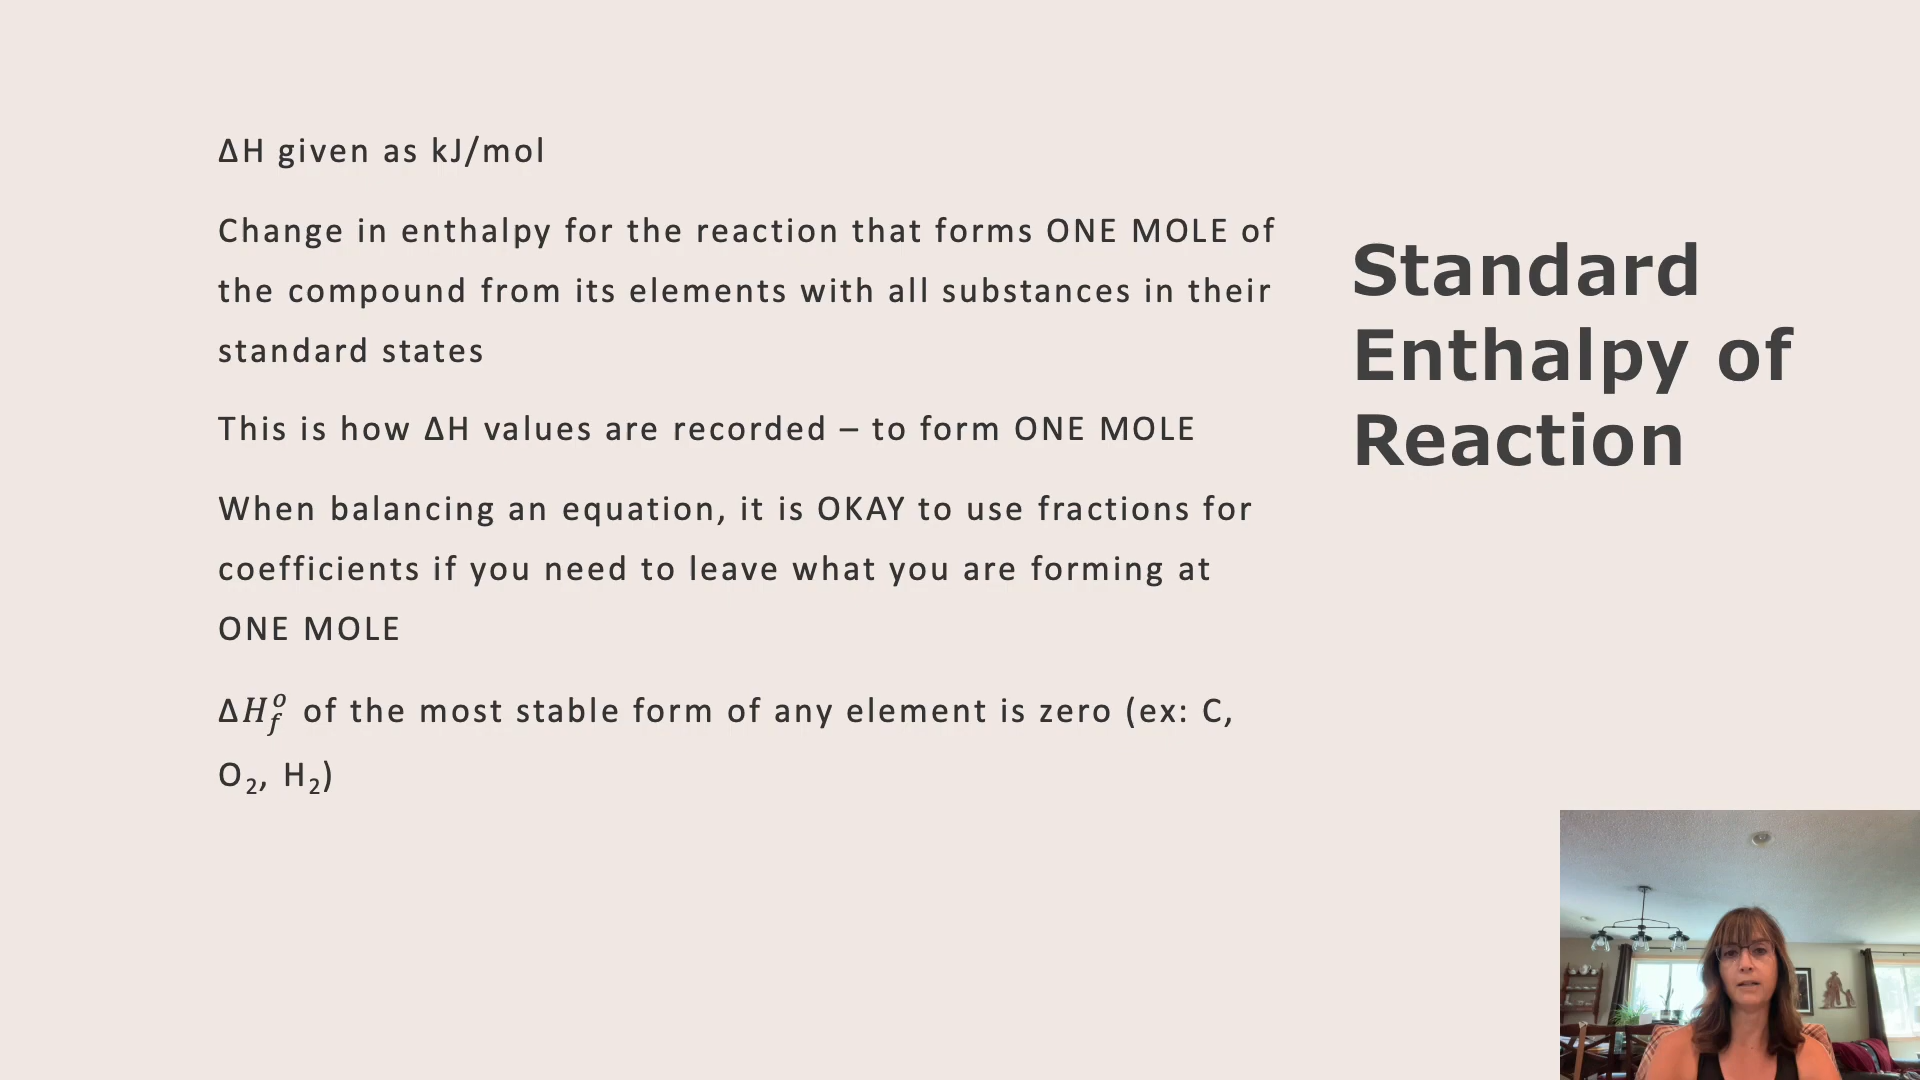 ΔH given as kJ/mol
Change in enthalpy for the reaction that forms ONE MOLE of
the compound from its elements with all substances in their
standard states
This is how ΔH values are recorded – to form ONE MOLE
When balancing an equation, it is OKAY to use fractions for
coefficients if you need to leave what you are forming at
ONE MOLE
Δ𝐻𝑓𝑜 of the most stable form of any element is zero (ex: C,
O₂, H₂)
Standard
Enthalpy of
Reaction